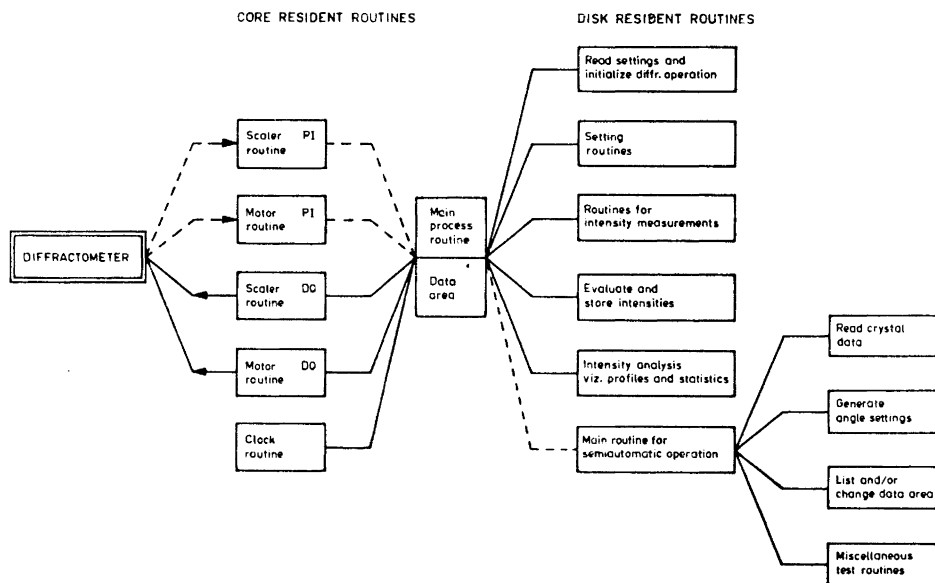 CORE RESIDENT ROUTINES
DISK RESIBENT ROUTINES
DIFFRACTOMETER
Scaler PI
routine
Motor PI
routine
Scaler DO
routine
Motor DO
routine
Clock
routine
Main
process
routine
Data
area
Read settings and
initialize diffr. operation
Setting
routines
Routines for
intensity measurements
Evaluate and
store intensities
Intensity analysis
viz. profiles and statistics
Main routine for
semiautomatic operation
Read crystal
data
Generate
angle settings
List and/or
change data area
Miscellaneous
test routines